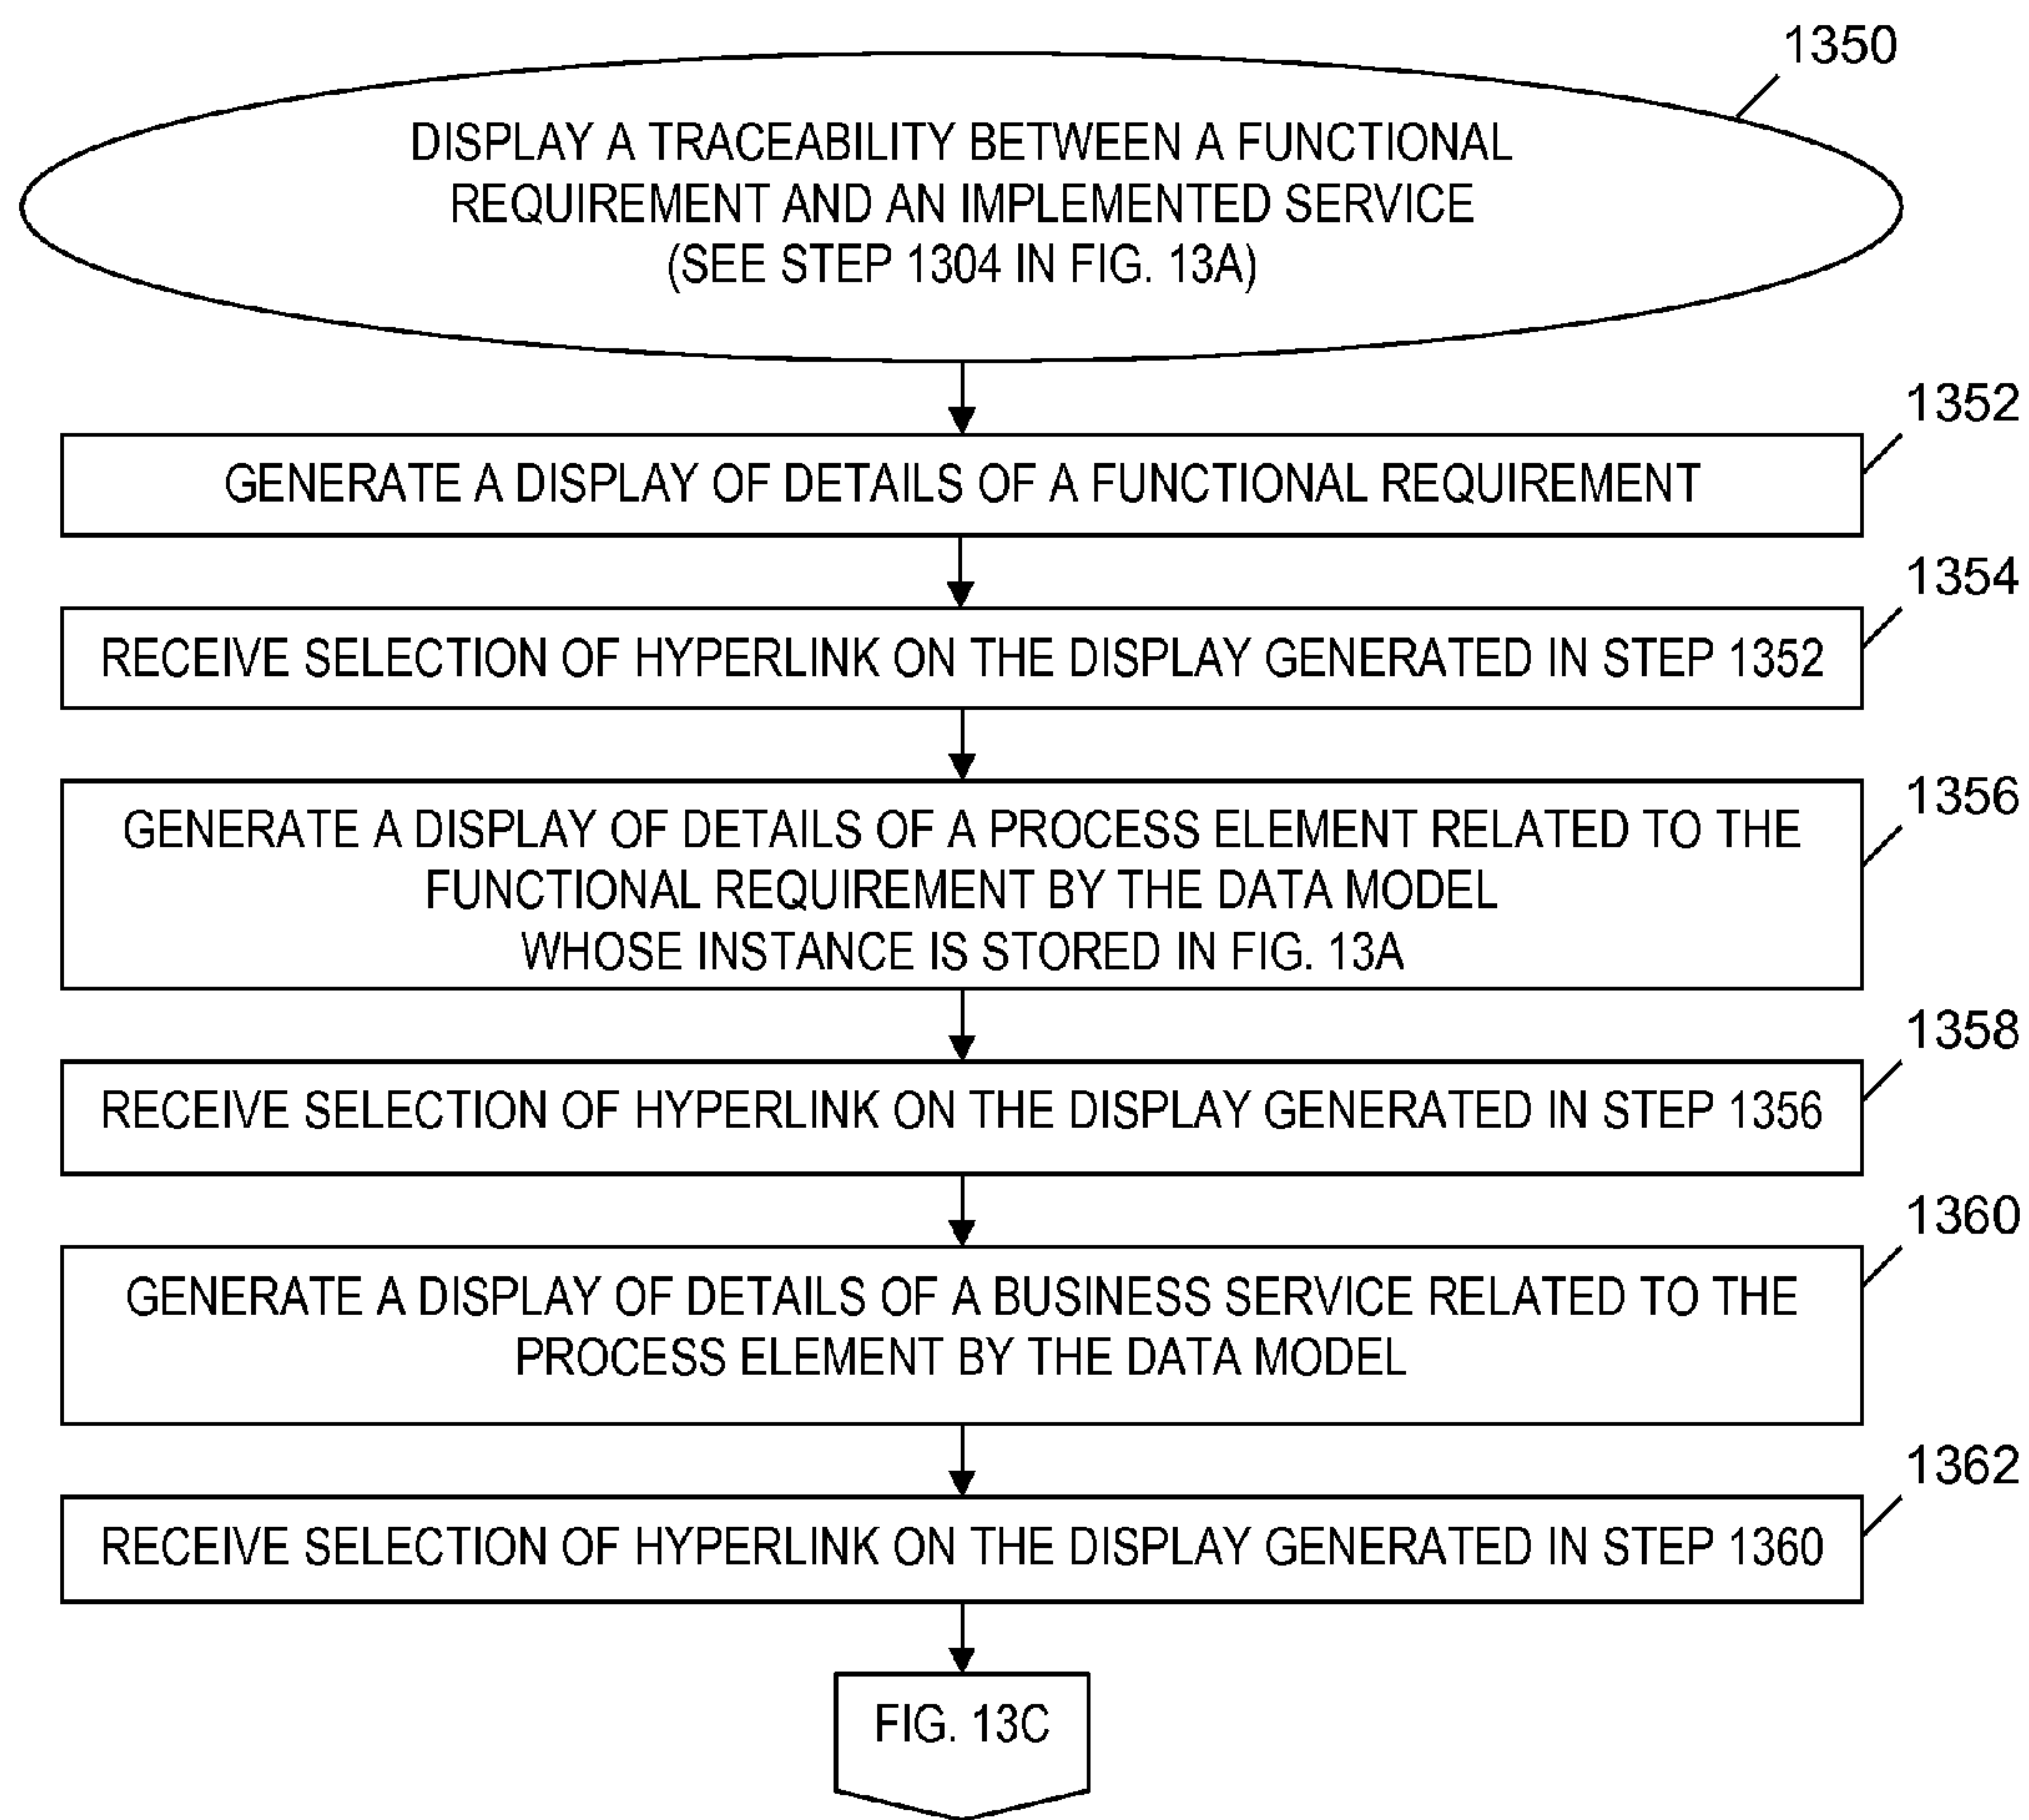 1350
DISPLAY A TRACEABILITY BETWEEN A FUNCTIONAL
REQUIREMENT AND AN IMPLEMENTED SERVICE
(SEE STEP 1304 IN FIG. 13A)
1352
GENERATE A DISPLAY OF DETAILS OF A FUNCTIONAL REQUIREMENT
1354
RECEIVE SELECTION OF HYPERLINK ON THE DISPLAY GENERATED IN STEP 1352
1356
GENERATE A DISPLAY OF DETAILS OF A PROCESS ELEMENT RELATED TO THE
FUNCTIONAL REQUIREMENT BY THE DATA MODEL
WHOSE INSTANCE IS STORED IN FIG. 13A
1358
RECEIVE SELECTION OF HYPERLINK ON THE DISPLAY GENERATED IN STEP 1356
1360
GENERATE A DISPLAY OF DETAILS OF A BUSINESS SERVICE RELATED TO THE
PROCESS ELEMENT BY THE DATA MODEL
1362
RECEIVE SELECTION OF HYPERLINK ON THE DISPLAY GENERATED IN STEP 1360
FIG. 13C